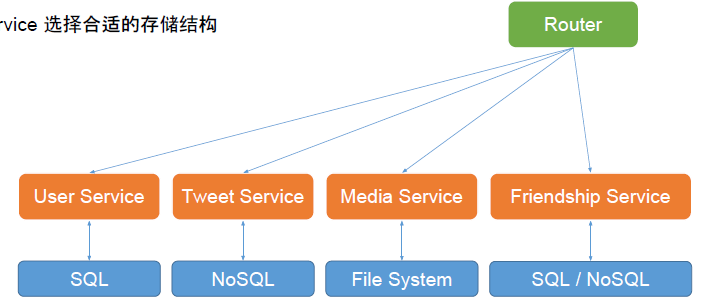 rvice 选择合适的存储结构
Router
User Service
Tweet Service
Media Service
Friendship Service
SQL
NoSQL
File System
SQL / NoSQL